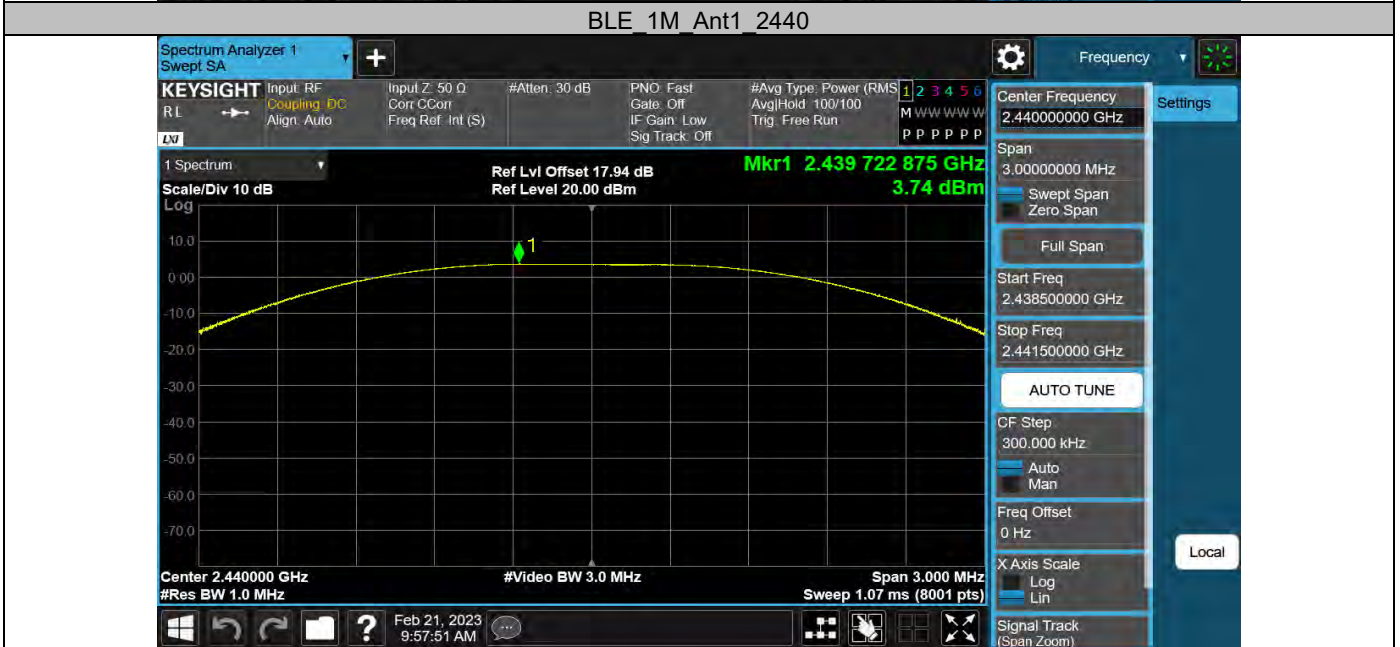 BLE_1M_Ant1_2440
Spectrum Analyzer 1
Swept SA
Frequency
KEYSIGHT
RL
LXI
Input: RF
Coupling: DC
Align: Auto
Input Z: 50 Ω
Corr CCorr
Freq Ref: Int (S)
#Atten: 30 dB
PNO: Fast
Gate: Off
IF Gain: Low
Sig Track: Off
#Avg Type: Power (RMS
Avg|Hold: 100/100
Trig: Free Run
1 2 3 4 5 6
M W W W W W
P P P P P P
1 Spectrum
Scale/Div 10 dB
Ref Lvl Offset 17.94 dB
Ref Level 20.00 dBm
Mkr1 2.439 722 875 GHz
3.74 dBm
Log
10.0
0.00
-10.0
-20.0
-30.0
-40.0
-50.0
-60.0
-70.0
1
Center 2.440000 GHz
#Res BW 1.0 MHz
#Video BW 3.0 MHz
Span 3.000 MHz
Sweep 1.07 ms (8001 pts)
Feb 21, 2023
9:57:51 AM
Center Frequency
2.440000000 GHz
Settings
Span
3.00000000 MHz
Swept Span
Zero Span
Full Span
Start Freq
2.438500000 GHz
Stop Freq
2.441500000 GHz
AUTO TUNE
CF Step
300.000 kHz
Auto
Man
Freq Offset
0 Hz
X Axis Scale
Log
Lin
Local
Signal Track
(Span Zoom)